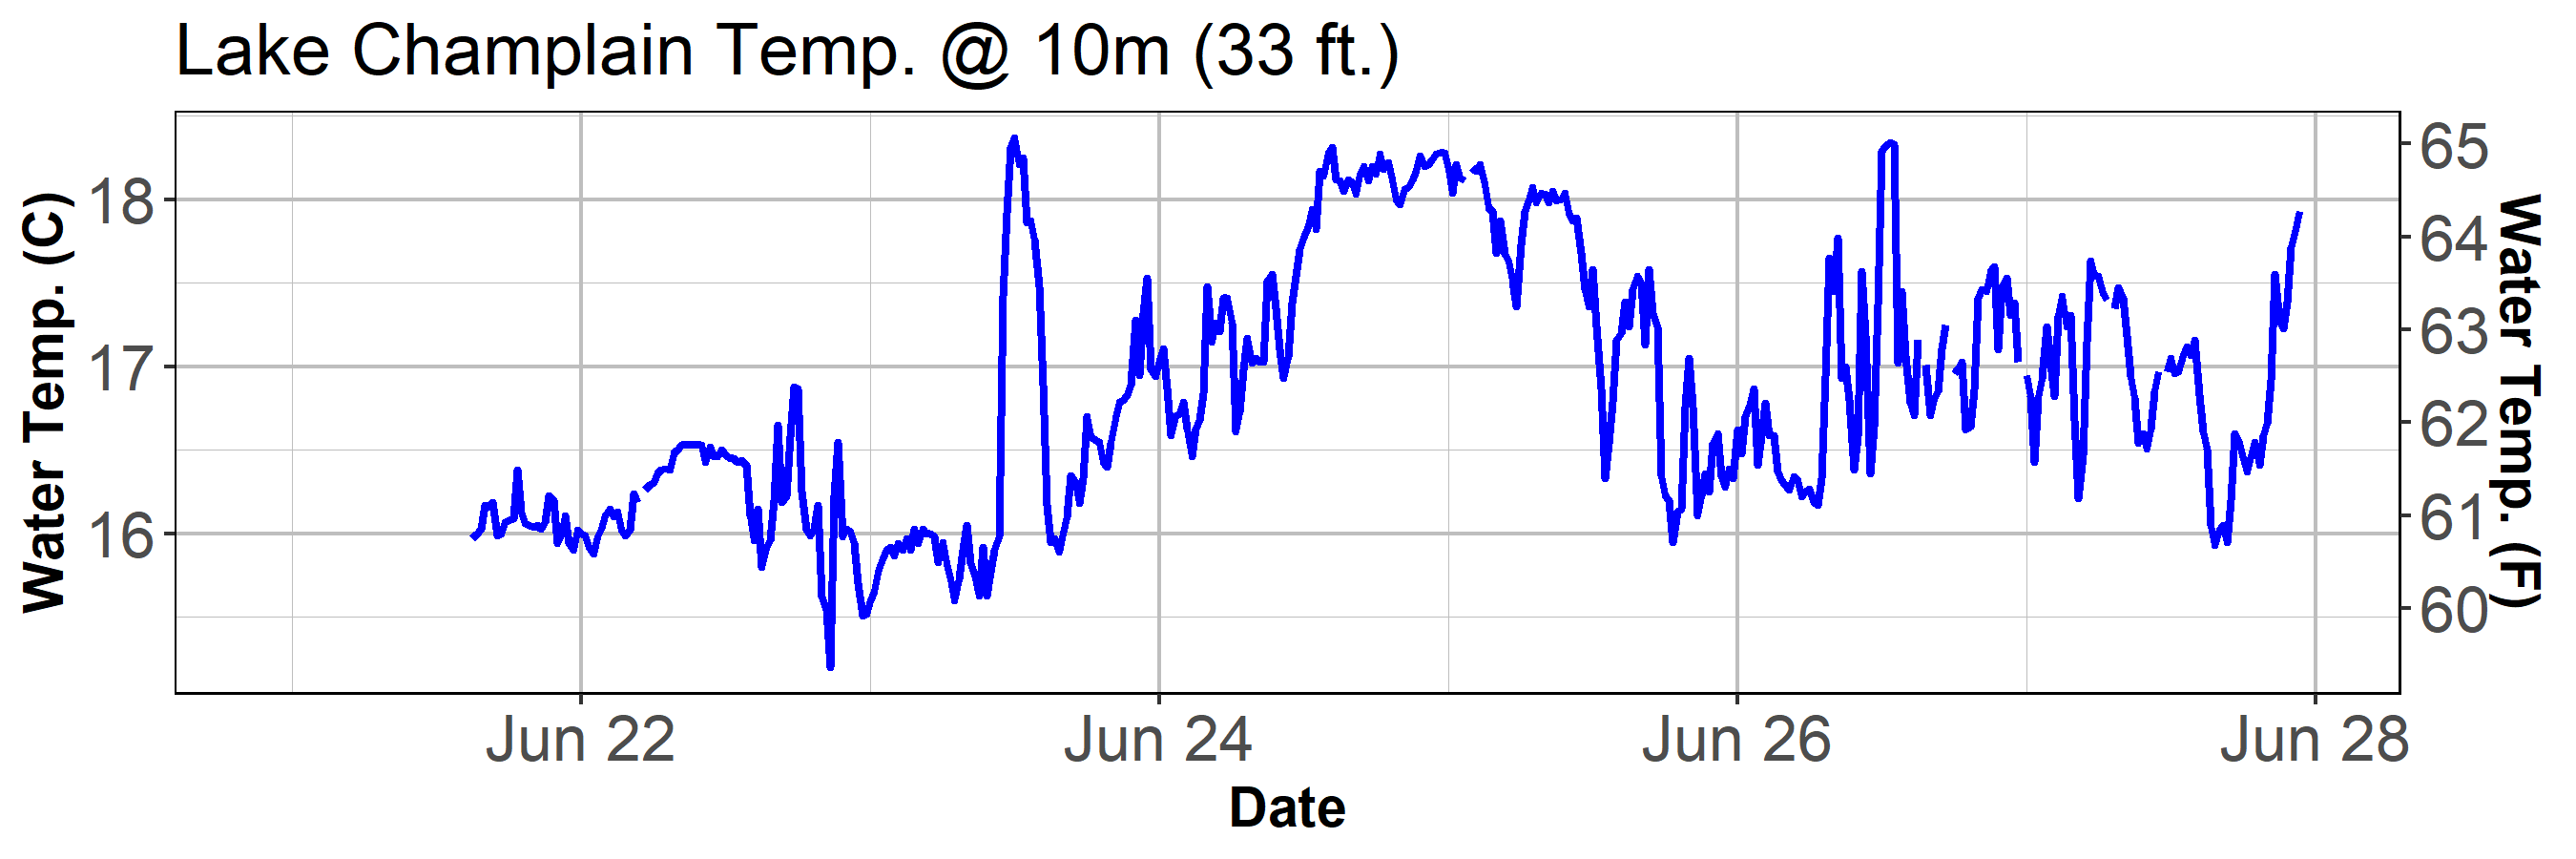 Lake Champlain Temp. @ 10m (33 ft.)
Water Temp. (C)
18
17
16
65
64
63
62
61
60
Water Temp. (F)
Jun 22 Jun 24 Jun 26 Jun 28
Date